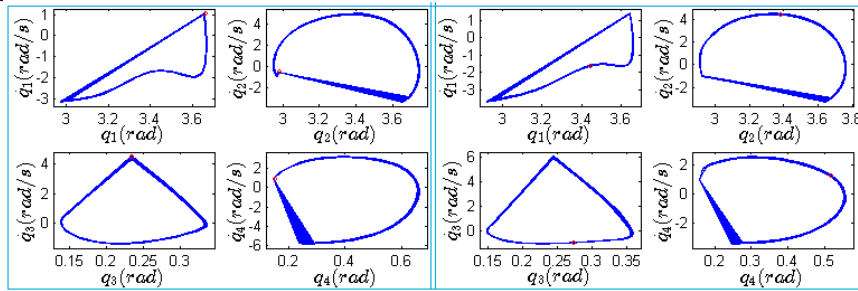 q̇₁(rad/s)
1
0
-1
-2
-3
3 3.2 3.4 3.6
q₁(rad)
q̇₂(rad/s)
4
2
0
-2
3 3.2 3.4 3.6
q₂(rad)
q̇₁(rad/s)
1
0
-1
-2
-3
3 3.2 3.4 3.6
q₁(rad)
q̇₂(rad/s)
4
2
0
-2
3 3.2 3.4 3.6
q₂(rad)
q̇₃(rad/s)
4
2
0
0.15 0.2 0.25 0.3
q₃(rad)
q̇₄(rad/s)
2
0
-2
-4
-6
0.2 0.4 0.6
q₄(rad)
q̇₃(rad/s)
6
4
2
0
0.15 0.2 0.25 0.3 0.35
q₃(rad)
q̇₄(rad/s)
2
0
-2
0.2 0.4 0.6
q₄(rad)